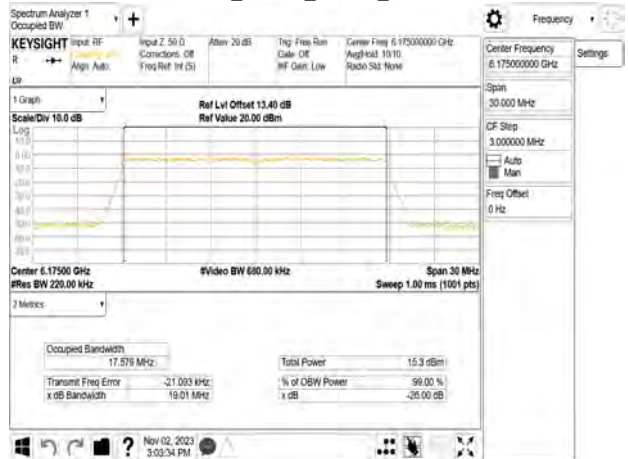 Spectrum Analyzer 1
Occupied BW
+
Frequency
KEYSIGHT
R
Input: RF
Align: Auto
Input Z: 50 Ω
Corrections: Off
Freq Ref: Int (S)
Atten: 20 dB
Trig: Free Run
Gate: Off
#IF Gain: Low
Center Freq: 6.175000000 GHz
Avg|Hold: 10/10
Radio Std: None
Center Frequency
6.175000000 GHz
Settings
Span
30.000 MHz
CF Step
3.000000 MHz
Auto
Man
Freq Offset
0 Hz
1 Graph
Scale/Div 10.0 dB
Ref Lvl Offset 13.40 dB
Ref Value 20.00 dBm
Log
Center 6.17500 GHz
#Res BW 220.00 kHz
#Video BW 680.00 kHz
Span 30 MHz
Sweep 1.00 ms (1001 pts)
2 Metrics
Occupied Bandwidth
17.576 MHz
Total Power
15.3 dBm
Transmit Freq Error
-21.093 kHz
% of OBW Power
99.00 %
x dB Bandwidth
19.01 MHz
x dB
-26.00 dB
?
Nov 02, 2023
3:03:34 PM